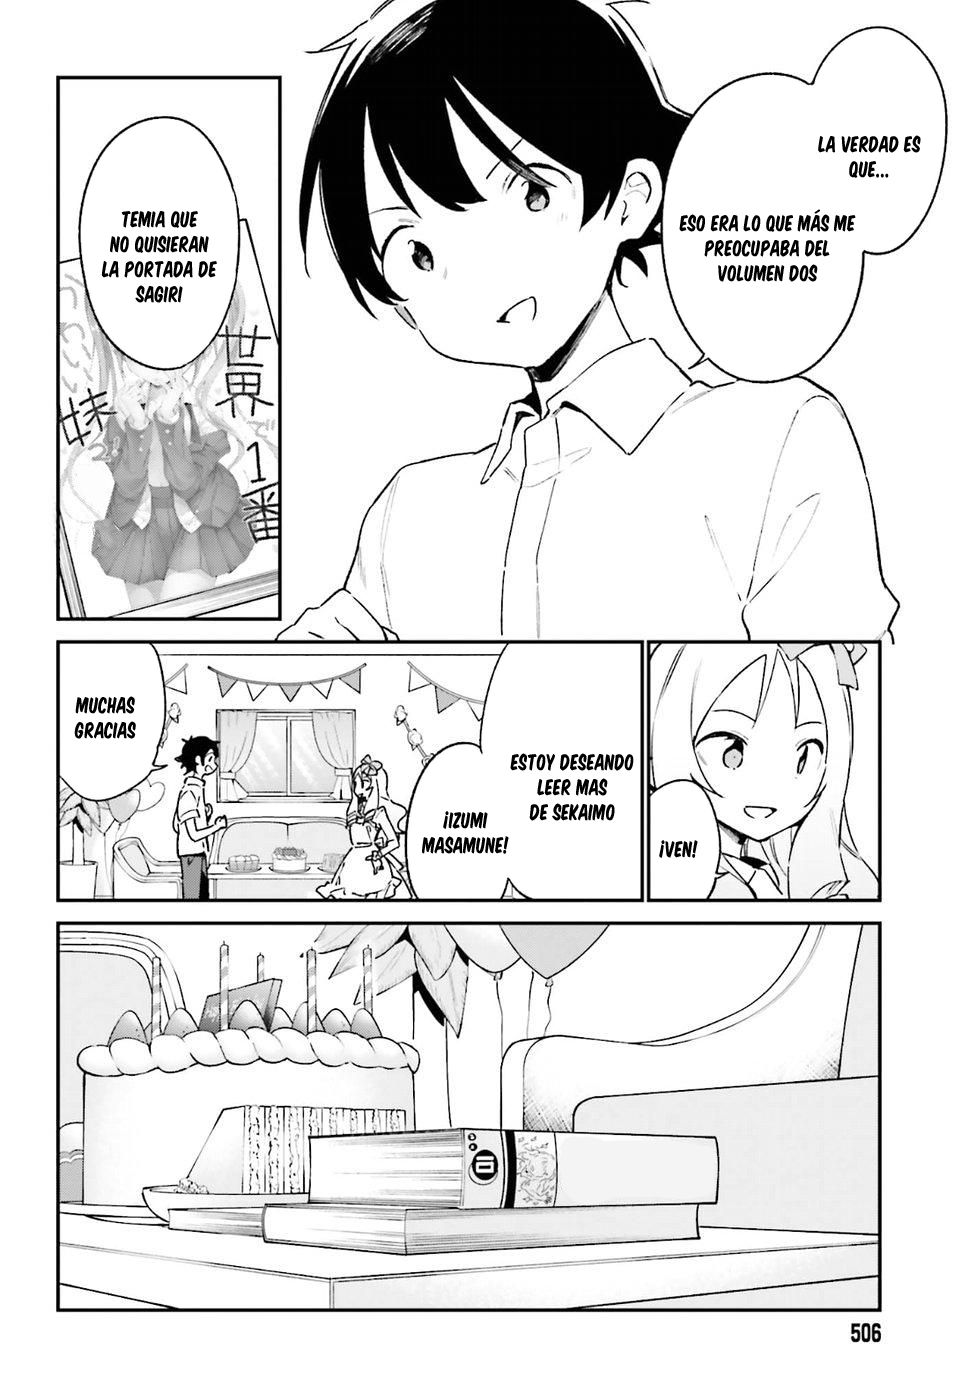 LA VERDAD ES
QUE...
ESO ERA LO QUE MÁS ME
PREOCUPABA DEL
VOLUMEN DOS
TEMIA QUE
NO QUISIERAN
LA PORTADA DE
SAGIRI
世界で
1番
妹
¡VEN!
ESTOY DESEANDO
LEER MAS
DE SEKAIMO
¡IZUMI
MASAMUNE!
MUCHAS
GRACIAS
506